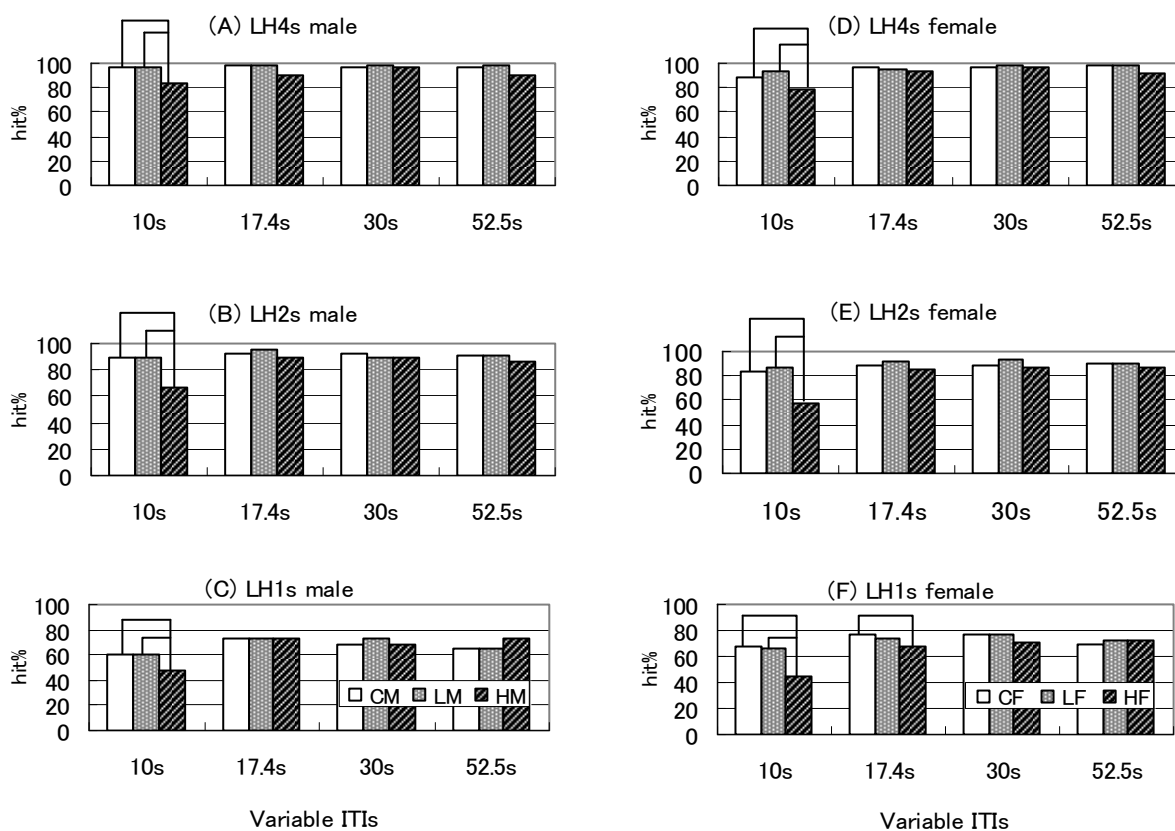 (A) LH4s male
hit%
100
80
60
40
20
0
10s 17.4s 30s 52.5s
(B) LH2s male
hit%
100
80
60
40
20
0
10s 17.4s 30s 52.5s
(C) LH1s male
hit%
100
80
60
40
20
0
CM LM HM
10s 17.4s 30s 52.5s
Variable ITIs
(D) LH4s female
hit%
100
80
60
40
20
0
10s 17.4s 30s 52.5s
(E) LH2s female
hit%
100
80
60
40
20
0
10s 17.4s 30s 52.5s
(F) LH1s female
hit%
100
80
60
40
20
0
CF LF HF
10s 17.4s 30s 52.5s
Variable ITIs